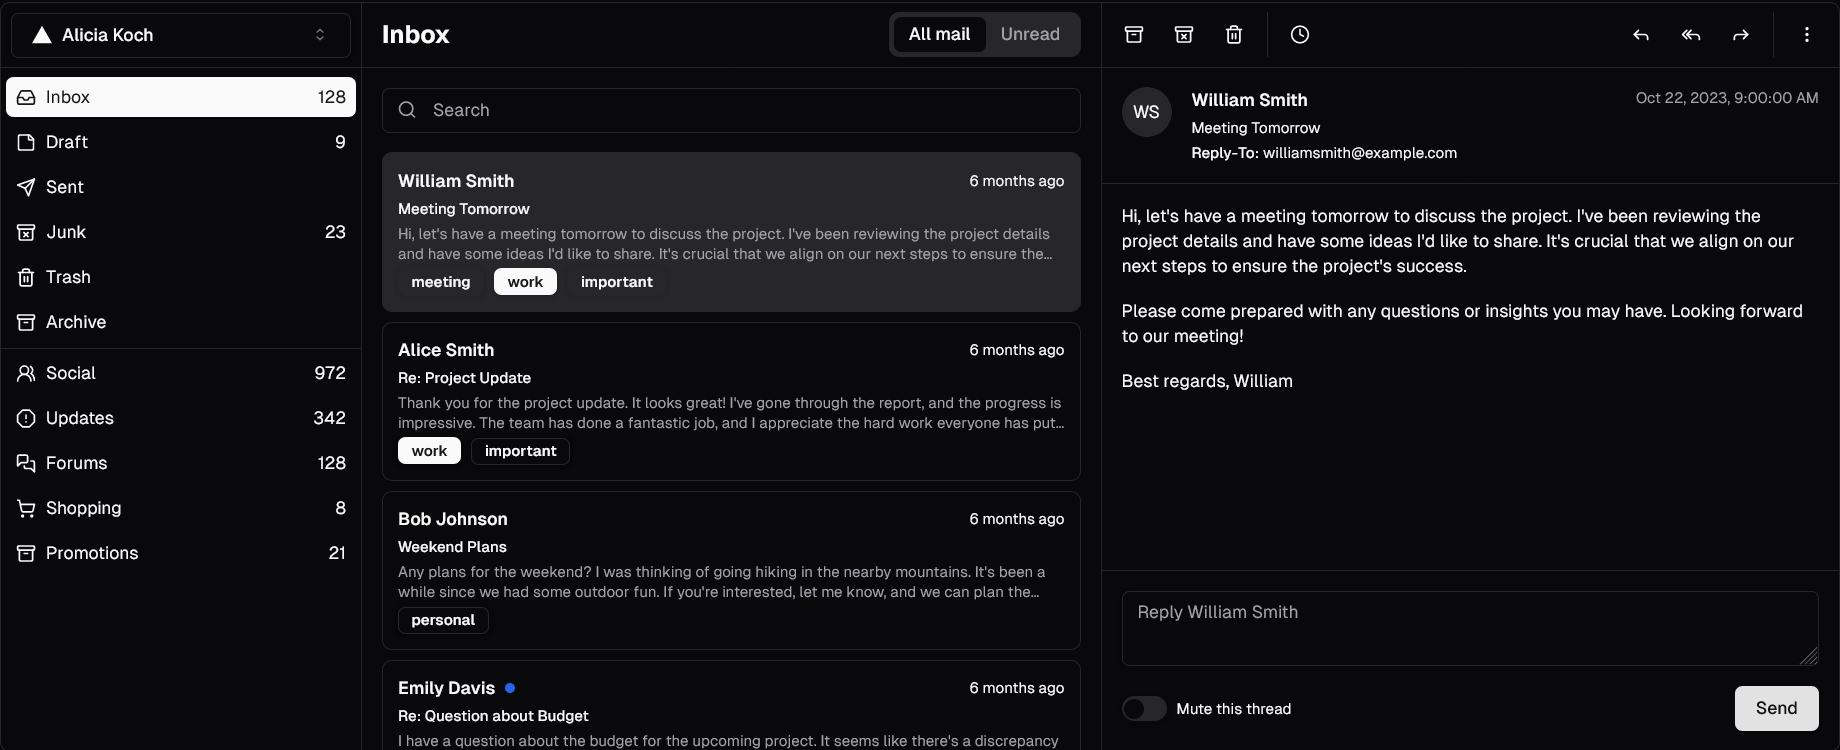 Alicia Koch
Inbox 128
Draft 9
Sent
Junk 23
Trash
Archive
Social 972
Updates 342
Forums 128
Shopping 8
Promotions 21
Inbox
All mail Unread
Search
William Smith 6 months ago
Meeting Tomorrow
Hi, let's have a meeting tomorrow to discuss the project. I've been reviewing the project details
and have some ideas I'd like to share. It's crucial that we align on our next steps to ensure the...
meeting work important
Alice Smith 6 months ago
Re: Project Update
Thank you for the project update. It looks great! I've gone through the report, and the progress is
impressive. The team has done a fantastic job, and I appreciate the hard work everyone has put...
work important
Bob Johnson 6 months ago
Weekend Plans
Any plans for the weekend? I was thinking of going hiking in the nearby mountains. It's been a
while since we had some outdoor fun. If you're interested, let me know, and we can plan the...
personal
Emily Davis 6 months ago
Re: Question about Budget
I have a question about the budget for the upcoming project. It seems like there's a discrepancy
WS
William Smith Oct 22, 2023, 9:00:00 AM
Meeting Tomorrow
Reply-To: williamsmith@example.com
Hi, let's have a meeting tomorrow to discuss the project. I've been reviewing the
project details and have some ideas I'd like to share. It's crucial that we align on our
next steps to ensure the project's success.
Please come prepared with any questions or insights you may have. Looking forward
to our meeting!
Best regards, William
Reply William Smith
Mute this thread Send